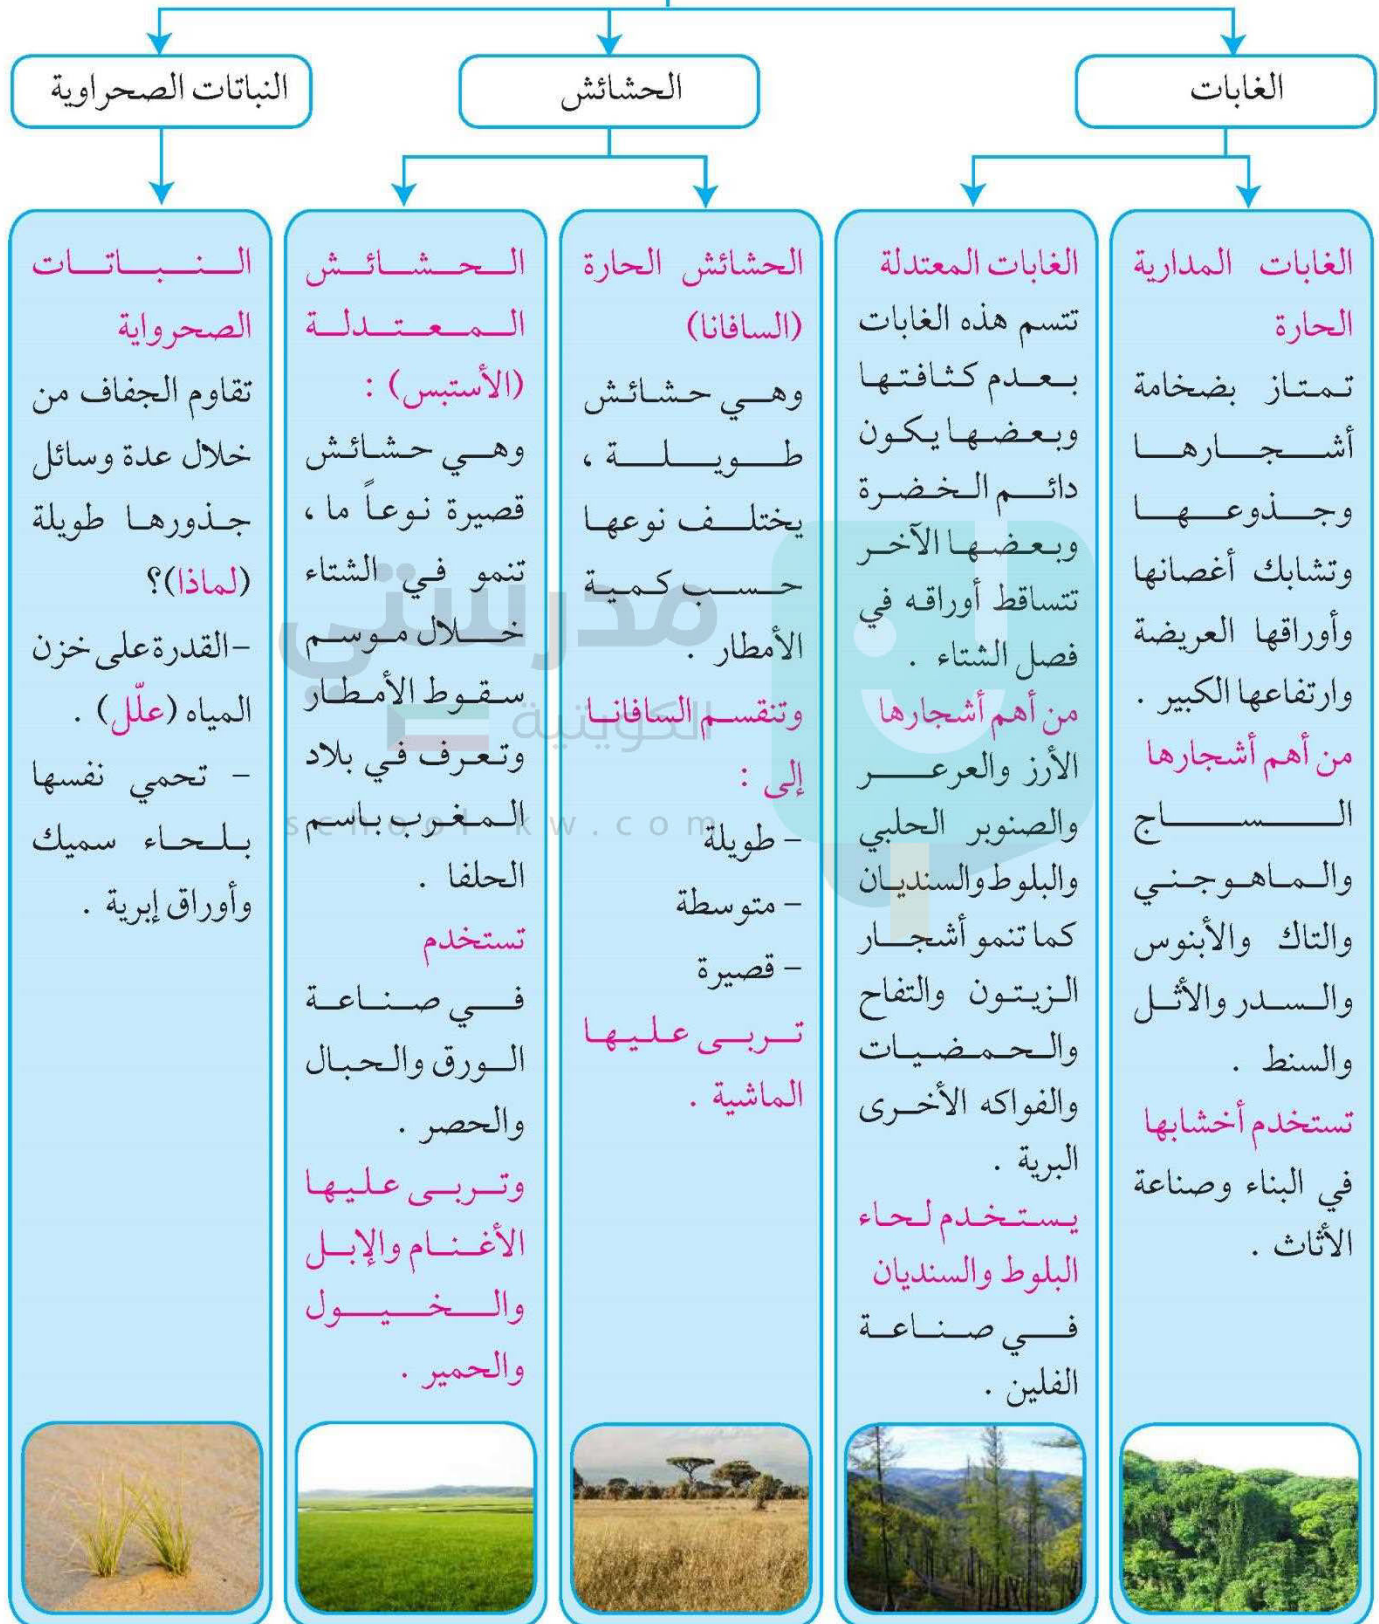 الغابات
الحشائش
النباتات الصحراوية
الغابات المدارية
الحارة
تمتاز بضخامة
أشجارها
وجذوعها
وتشابك أغصانها
وأوراقها العريضة
وارتفاعها الكبير .
من أهم أشجارها
الساج
والماهوجني
والتاك والأبنوس
والسدر والأثل
والسنط .
تستخدم أخشابها
في البناء وصناعة
الأثاث .
الغابات المعتدلة
تتسم هذه الغابات
بعدم كثافتها
وبعضها يكون
دائم الخضرة
وبعضها الآخر
تتساقط أوراقه في
فصل الشتاء .
من أهم أشجارها
الأرز والعرعر
والصنوبر الحلبي
والبلوط والسنديان
كما تنمو أشجار
الزيتون والتفاح
والحمضيات
والفواكه الأخرى
البرية .
يستخدم لحاء
البلوط والسنديان
في صناعة
الفلين .
الحشائش الحارة
(السافانا)
وهي حشائش
طويلة ،
يختلف نوعها
حسب كمية
الأمطار .
وتنقسم السافانا
إلى :
– طويلة
– متوسطة
– قصيرة
تربى عليها
الماشية .
الحشائش
المعتدلة
(الأستبس) :
وهي حشائش
قصيرة نوعاً ما ،
تنمو في الشتاء
خلال موسم
سقوط الأمطار
وتعرف في بلاد
المغرب باسم
الحلفا .
تستخدم
في صناعة
الورق والحبال
والحصر .
وتربى عليها
الأغنام والإبل
والخيول
والحمير .
النباتات
الصحرواية
تقاوم الجفاف من
خلال عدة وسائل
جذورها طويلة
(لماذا)؟
–القدرة على خزن
المياه (علّل) .
– تحمي نفسها
بلحاء سميك
وأوراق إبرية .
مدرستي
الكويتية
school-kw.com